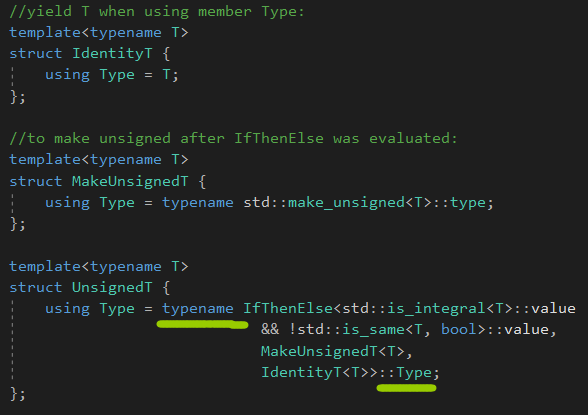 //yield T when using member Type:
template<typename T>
struct IdentityT {
    using Type = T;
};
//to make unsigned after IfThenElse was evaluated:
template<typename T>
struct MakeUnsignedT {
    using Type = typename std::make_unsigned<T>::type;
};
template<typename T>
struct UnsignedT {
    using Type = typename IfThenElse<std::is_integral<T>::value
                            && !std::is_same<T, bool>::value,
                            MakeUnsignedT<T>,
                            IdentityT<T>>::Type;
};